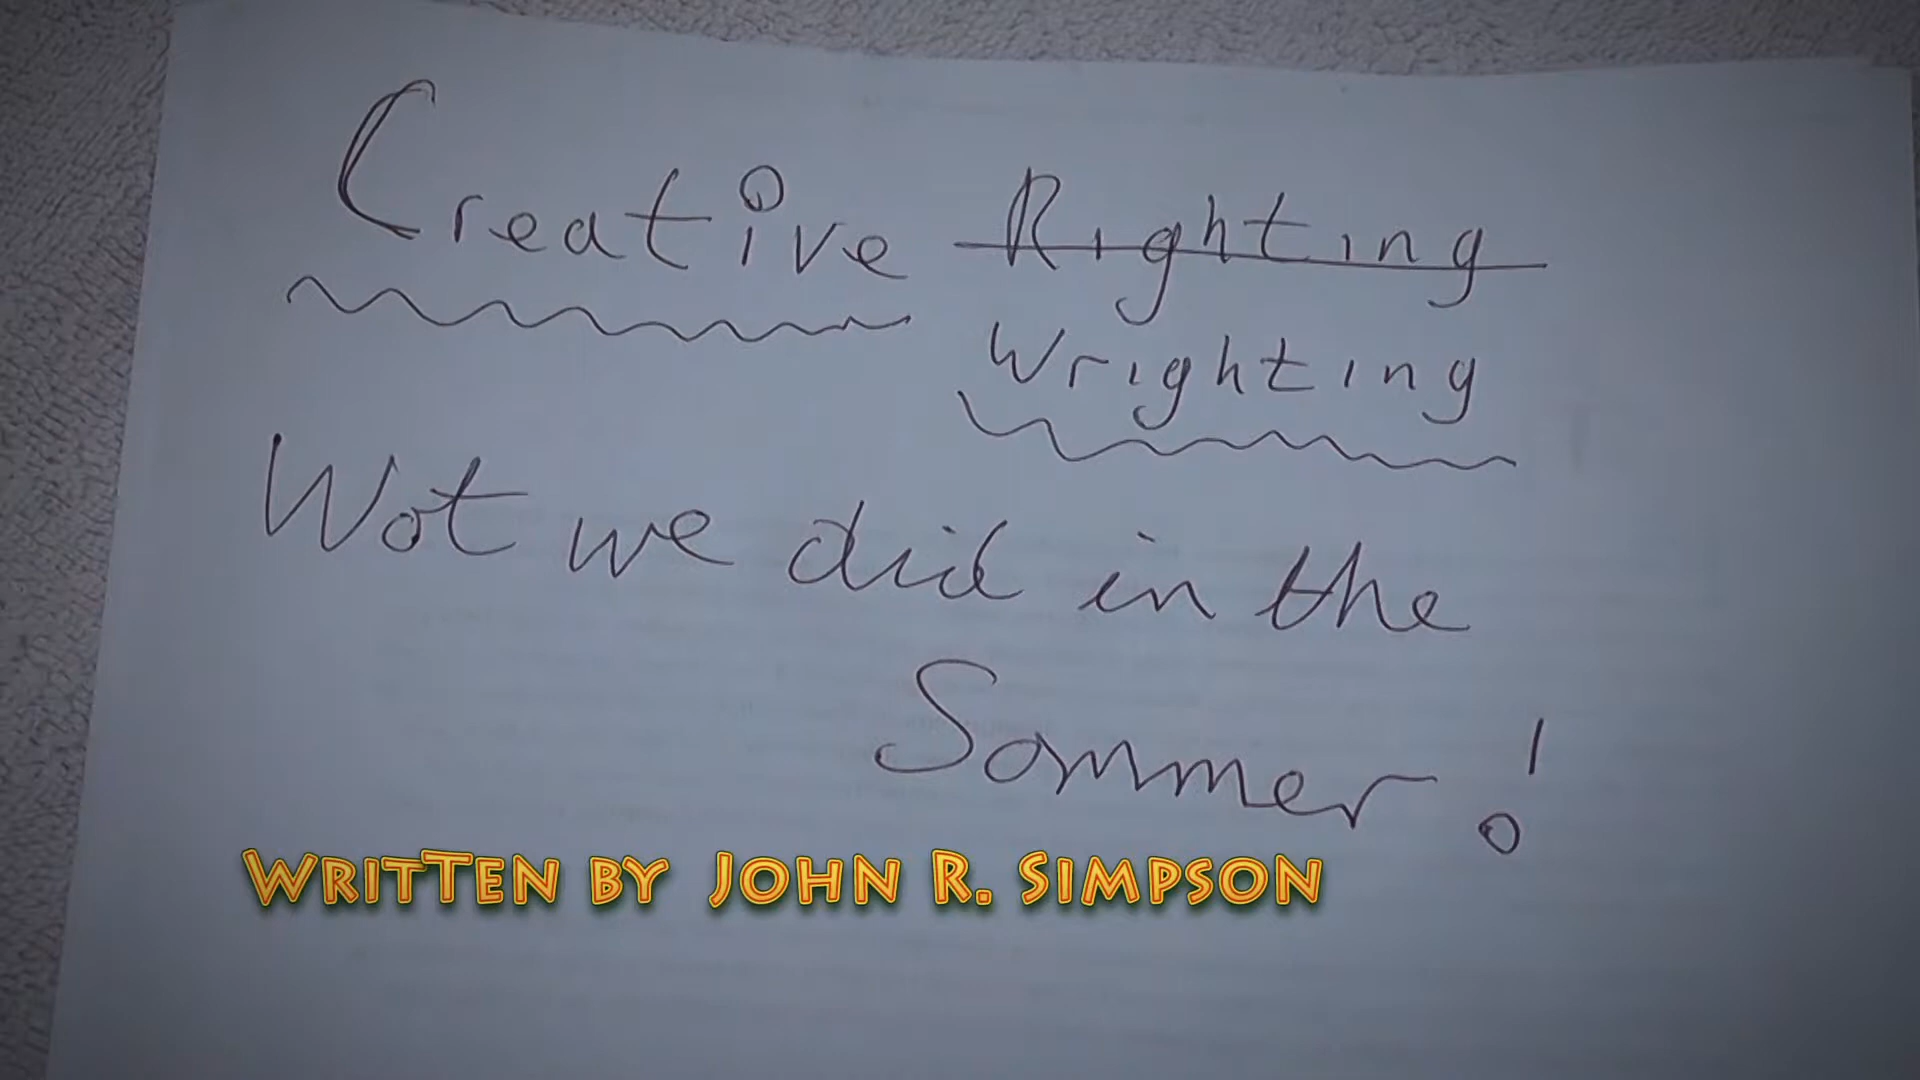 Creative Righting
Wrighting
Wot we did in the
Sommer!
WRITTEN BY JOHN R. SIMPSON